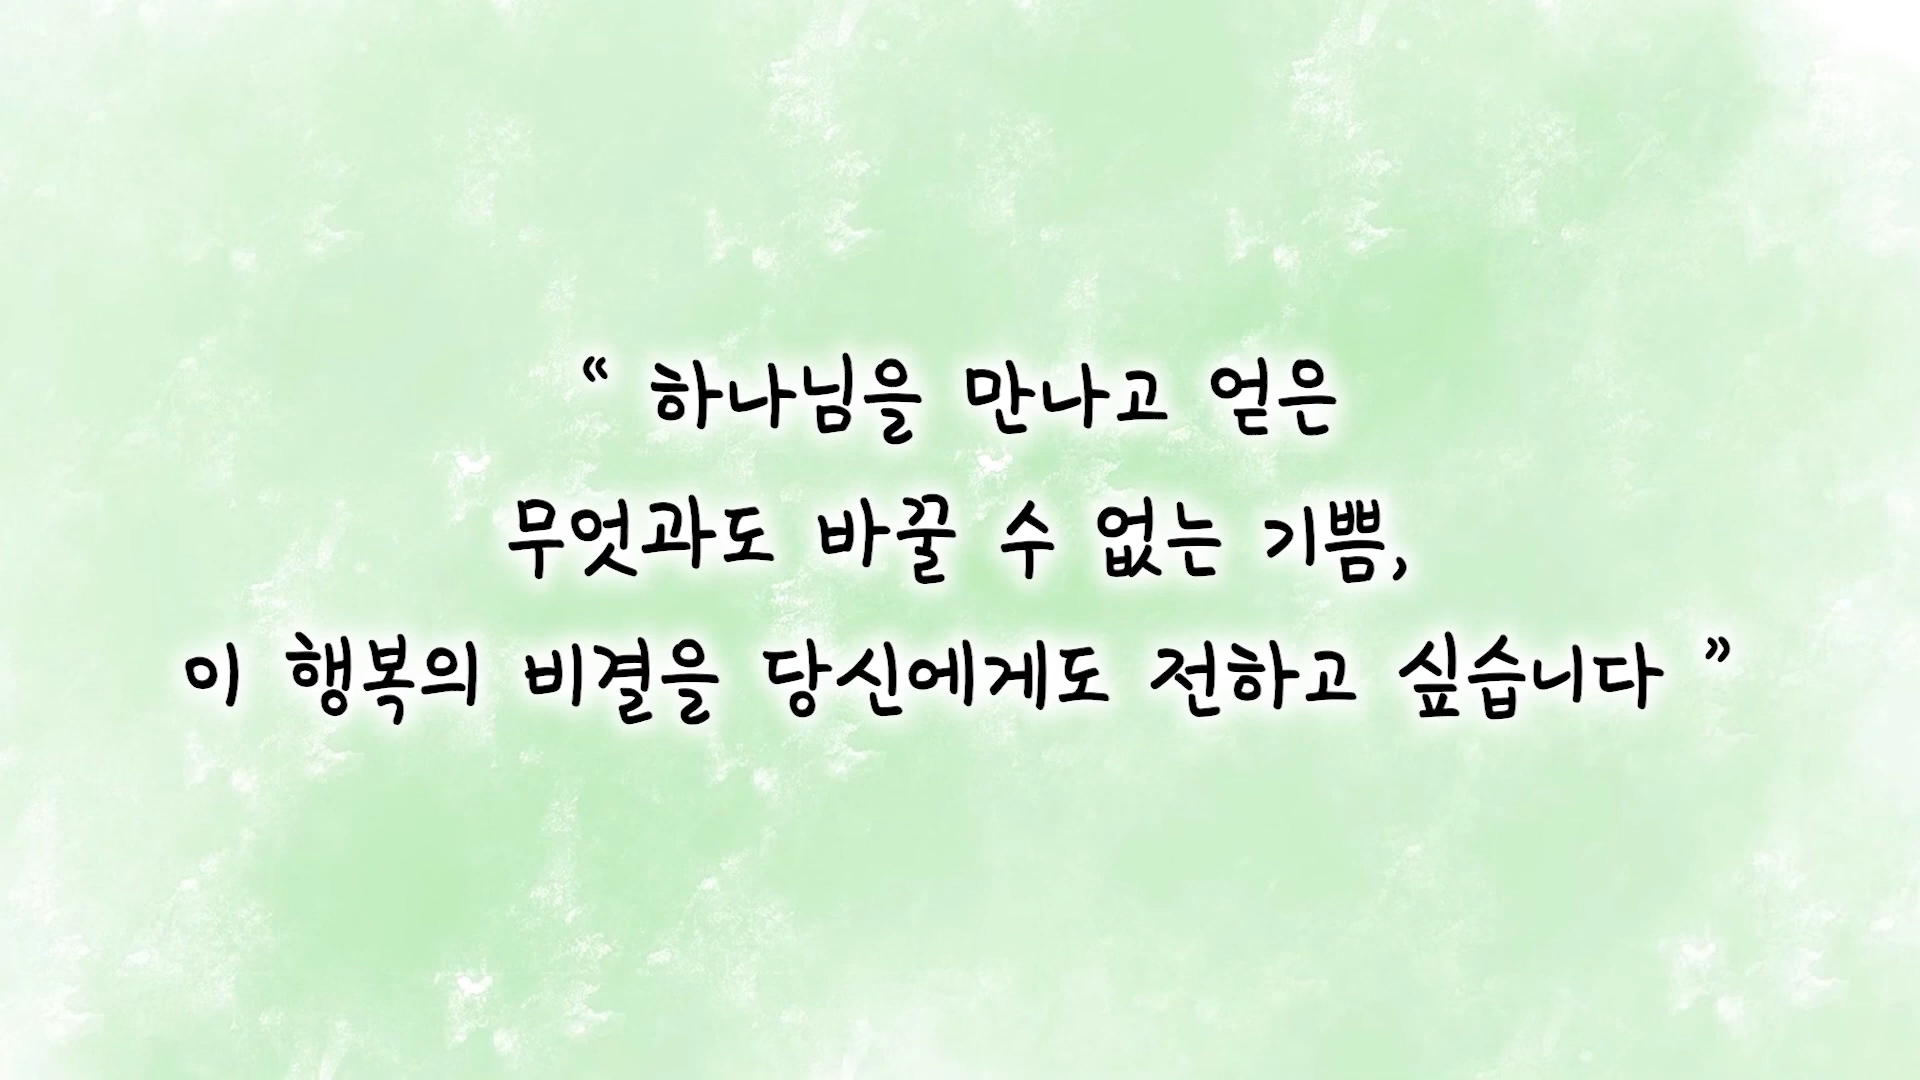 “ 하나님을 만나고 얻은
무엇과도 바꿀 수 없는 기쁨,
이 행복의 비결을 당신에게도 전하고 싶습니다 ”